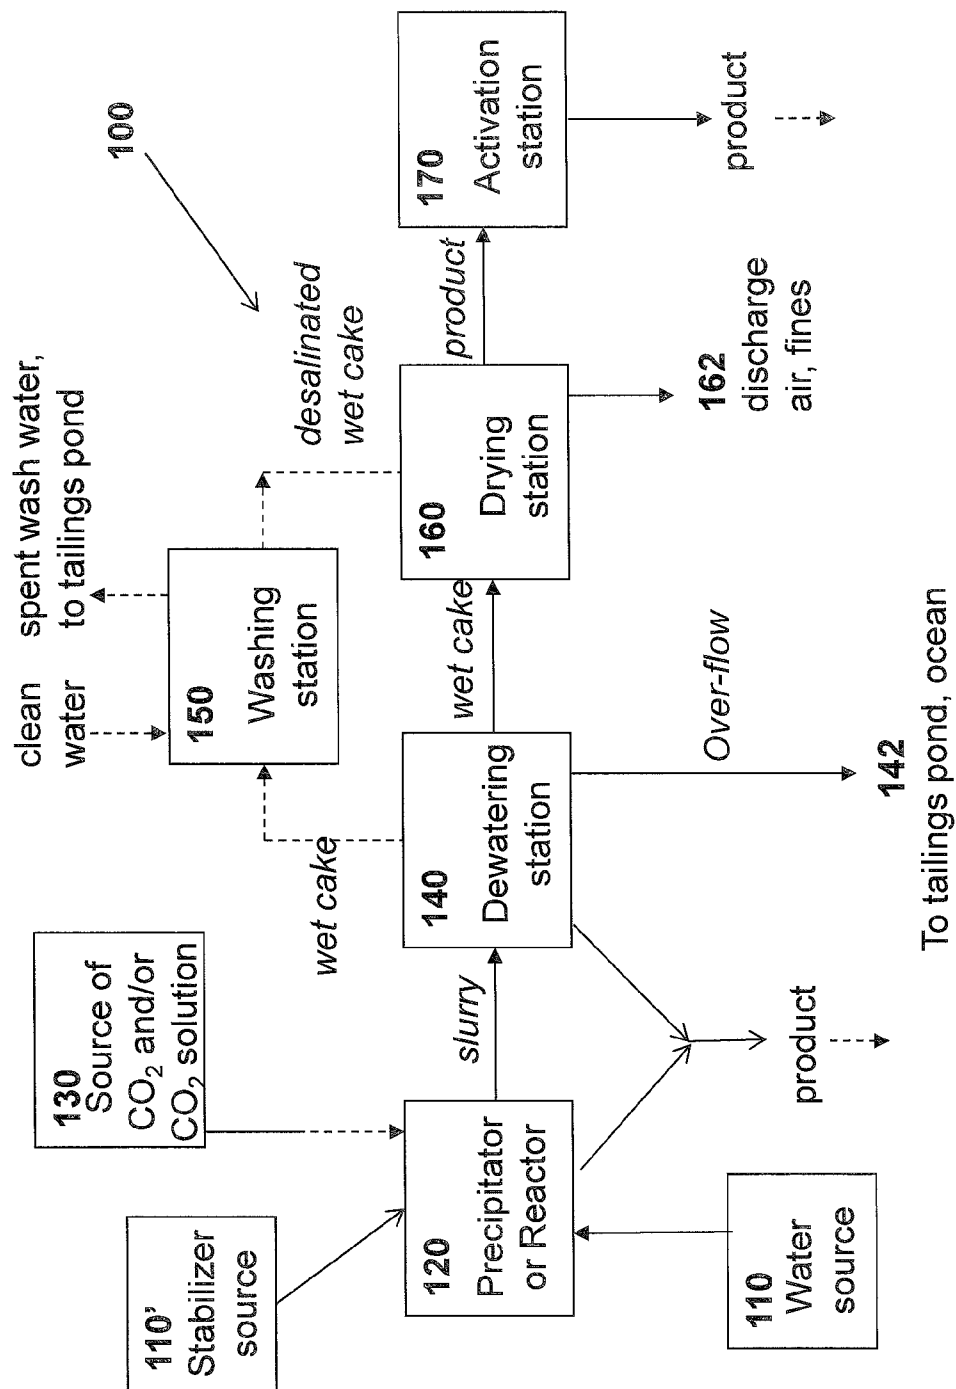 100
clean
water
spent wash water,
to tailings pond
130
Source of
CO₂ and/or
CO₂ solution
150
Washing
station
wet cake
desalinated
wet cake
110'
Stabilizer
source
120
Precipitator
or Reactor
slurry
140
Dewatering
station
wet cake
160
Drying
station
product
170
Activation
station
110
Water
source
product
Over-flow
142
To tailings pond, ocean
162
discharge
air, fines
product